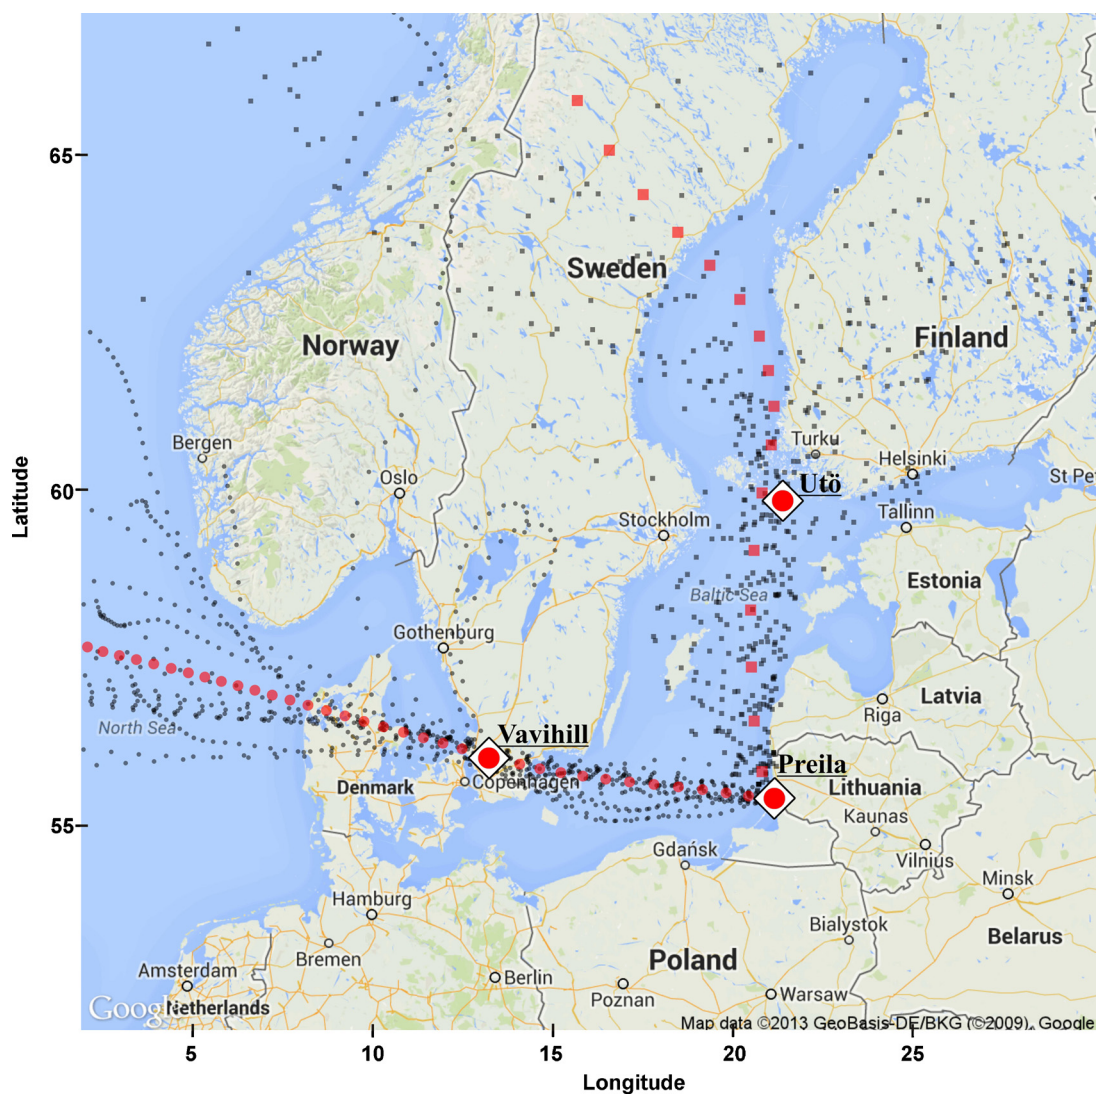 65
Sweden
Norway
Finland
Bergen
Turku
Helsinki
Oslo
60
Utö
St Pe
Stockholm
Tallinn
Latitude
Estonia
Baltic Sea
Gothenburg
Latvia
Riga
North Sea
Vavihill
Preila
Copenhagen
Denmark
Lithuania
Kaunas
55
Gdańsk
Vilnius
Minsk
Hamburg
Bialystok
Belarus
Bremen
Poland
Amsterdam
Berlin
Poznan
Warsaw
Google
Netherlands
Map data ©2013 GeoBasis-DE/BKG (©2009), Google
5
10
15
20
25
Longitude